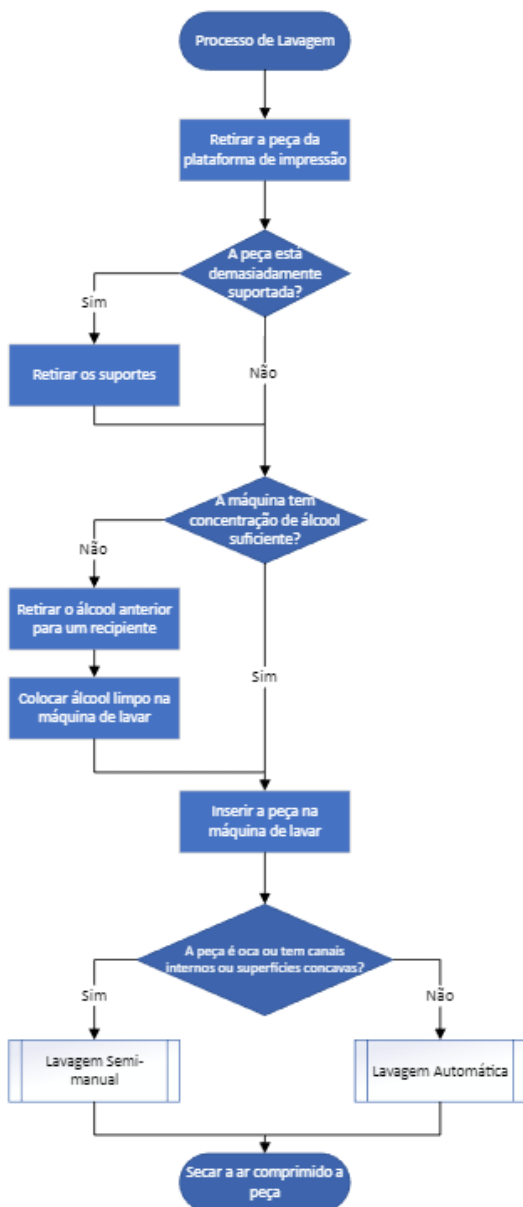 Processo de Lavagem
Retirar a peça da
plataforma de impressão
A peça está
demasiadamente
suportada?
Sim
Retirar os suportes
Não
A máquina tem
concentração de álcool
suficiente?
Não
Retirar o álcool anterior
para um recipiente
Sim
Colocar álcool limpo na
máquina de lavar
Inserir a peça na
máquina de lavar
A peça é oca ou tem canais
internos ou superfícies concavas?
Sim
Não
Lavagem Semi-
manual
Lavagem Automática
Secar a ar comprimido a
peça